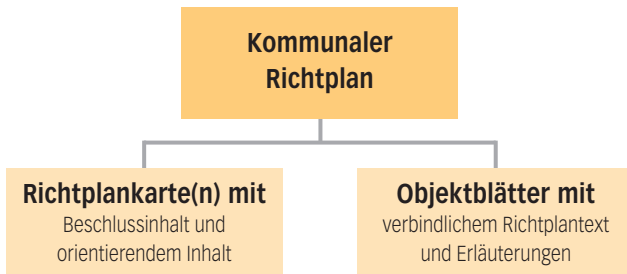 Kommunaler
Richtplan
Richtplankarte(n) mit
Beschlussinhalt und
orientierendem Inhalt
Objektblätter mit
verbindlichem Richtplantext
und Erläuterungen